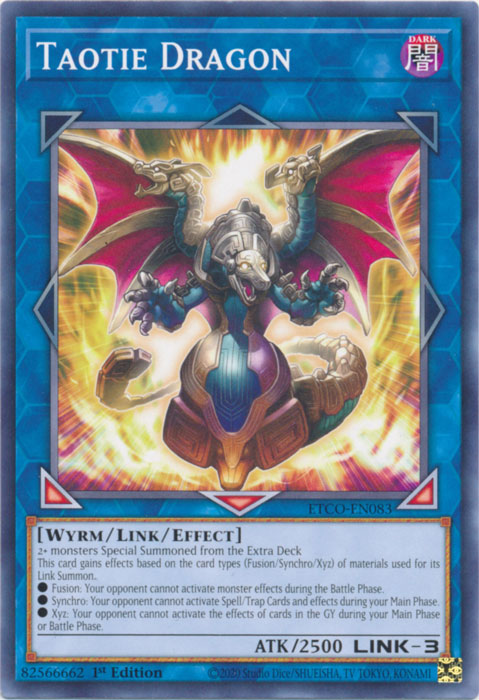 TAOTIE DRAGON
DARK
闇
ETCO-EN083
[WYRM/LINK/EFFECT]
2+ monsters Special Summoned from the Extra Deck
This card gains effects based on the card types (Fusion/Synchro/Xyz) of materials used for its
Link Summon.
● Fusion: Your opponent cannot activate monster effects during the Battle Phase.
● Synchro: Your opponent cannot activate Spell/Trap Cards and effects during your Main Phase.
● Xyz: Your opponent cannot activate the effects of cards in the GY during your Main Phase
or Battle Phase.
ATK/2500 LINK-3
82566662 1st Edition ©2020 Studio Dice/SHUEISHA, TV TOKYO, KONAMI